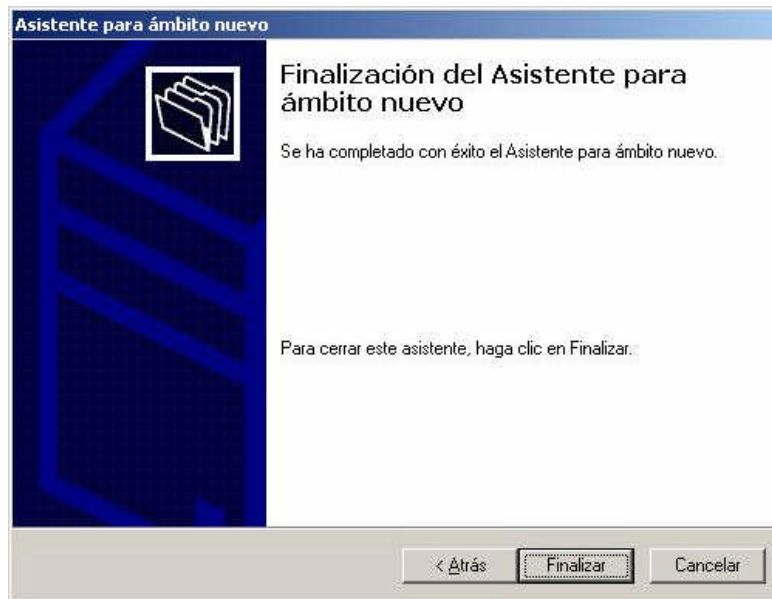 Asistente para ámbito nuevo
Finalización del Asistente para
ámbito nuevo
Se ha completado con éxito el Asistente para ámbito nuevo.
Para cerrar este asistente, haga clic en Finalizar.
< Atrás Finalizar Cancelar